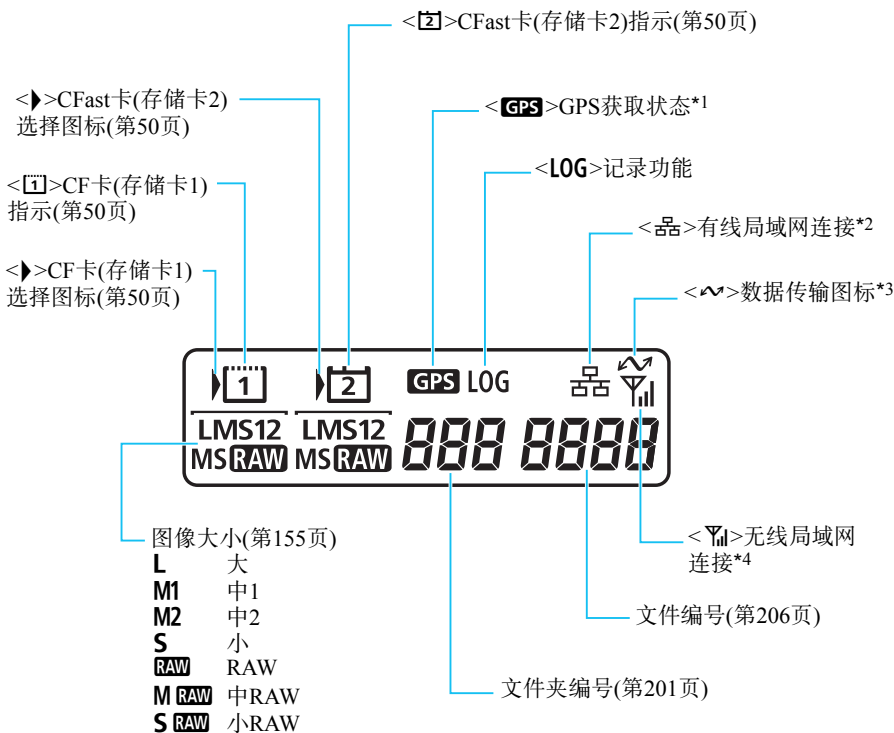 <2>CFast卡(存储卡2)指示(第50页)
<>CFast卡(存储卡2)
选择图标(第50页)
<GPS>GPS获取状态*1
<LOG>记录功能
<1>CF卡(存储卡1)
指示(第50页)
<>有线局域网连接*2
<>CF卡(存储卡1)
选择图标(第50页)
<>数据传输图标*3
1 2 GPS LOG
LMS12 LMS12
MS RAW MS RAW 888 8888
图像大小(第155页)
L 大
M1 中1
M2 中2
S 小
RAW RAW
M RAW 中RAW
S RAW 小RAW
<>无线局域网
连接*4
文件编号(第206页)
文件夹编号(第201页)